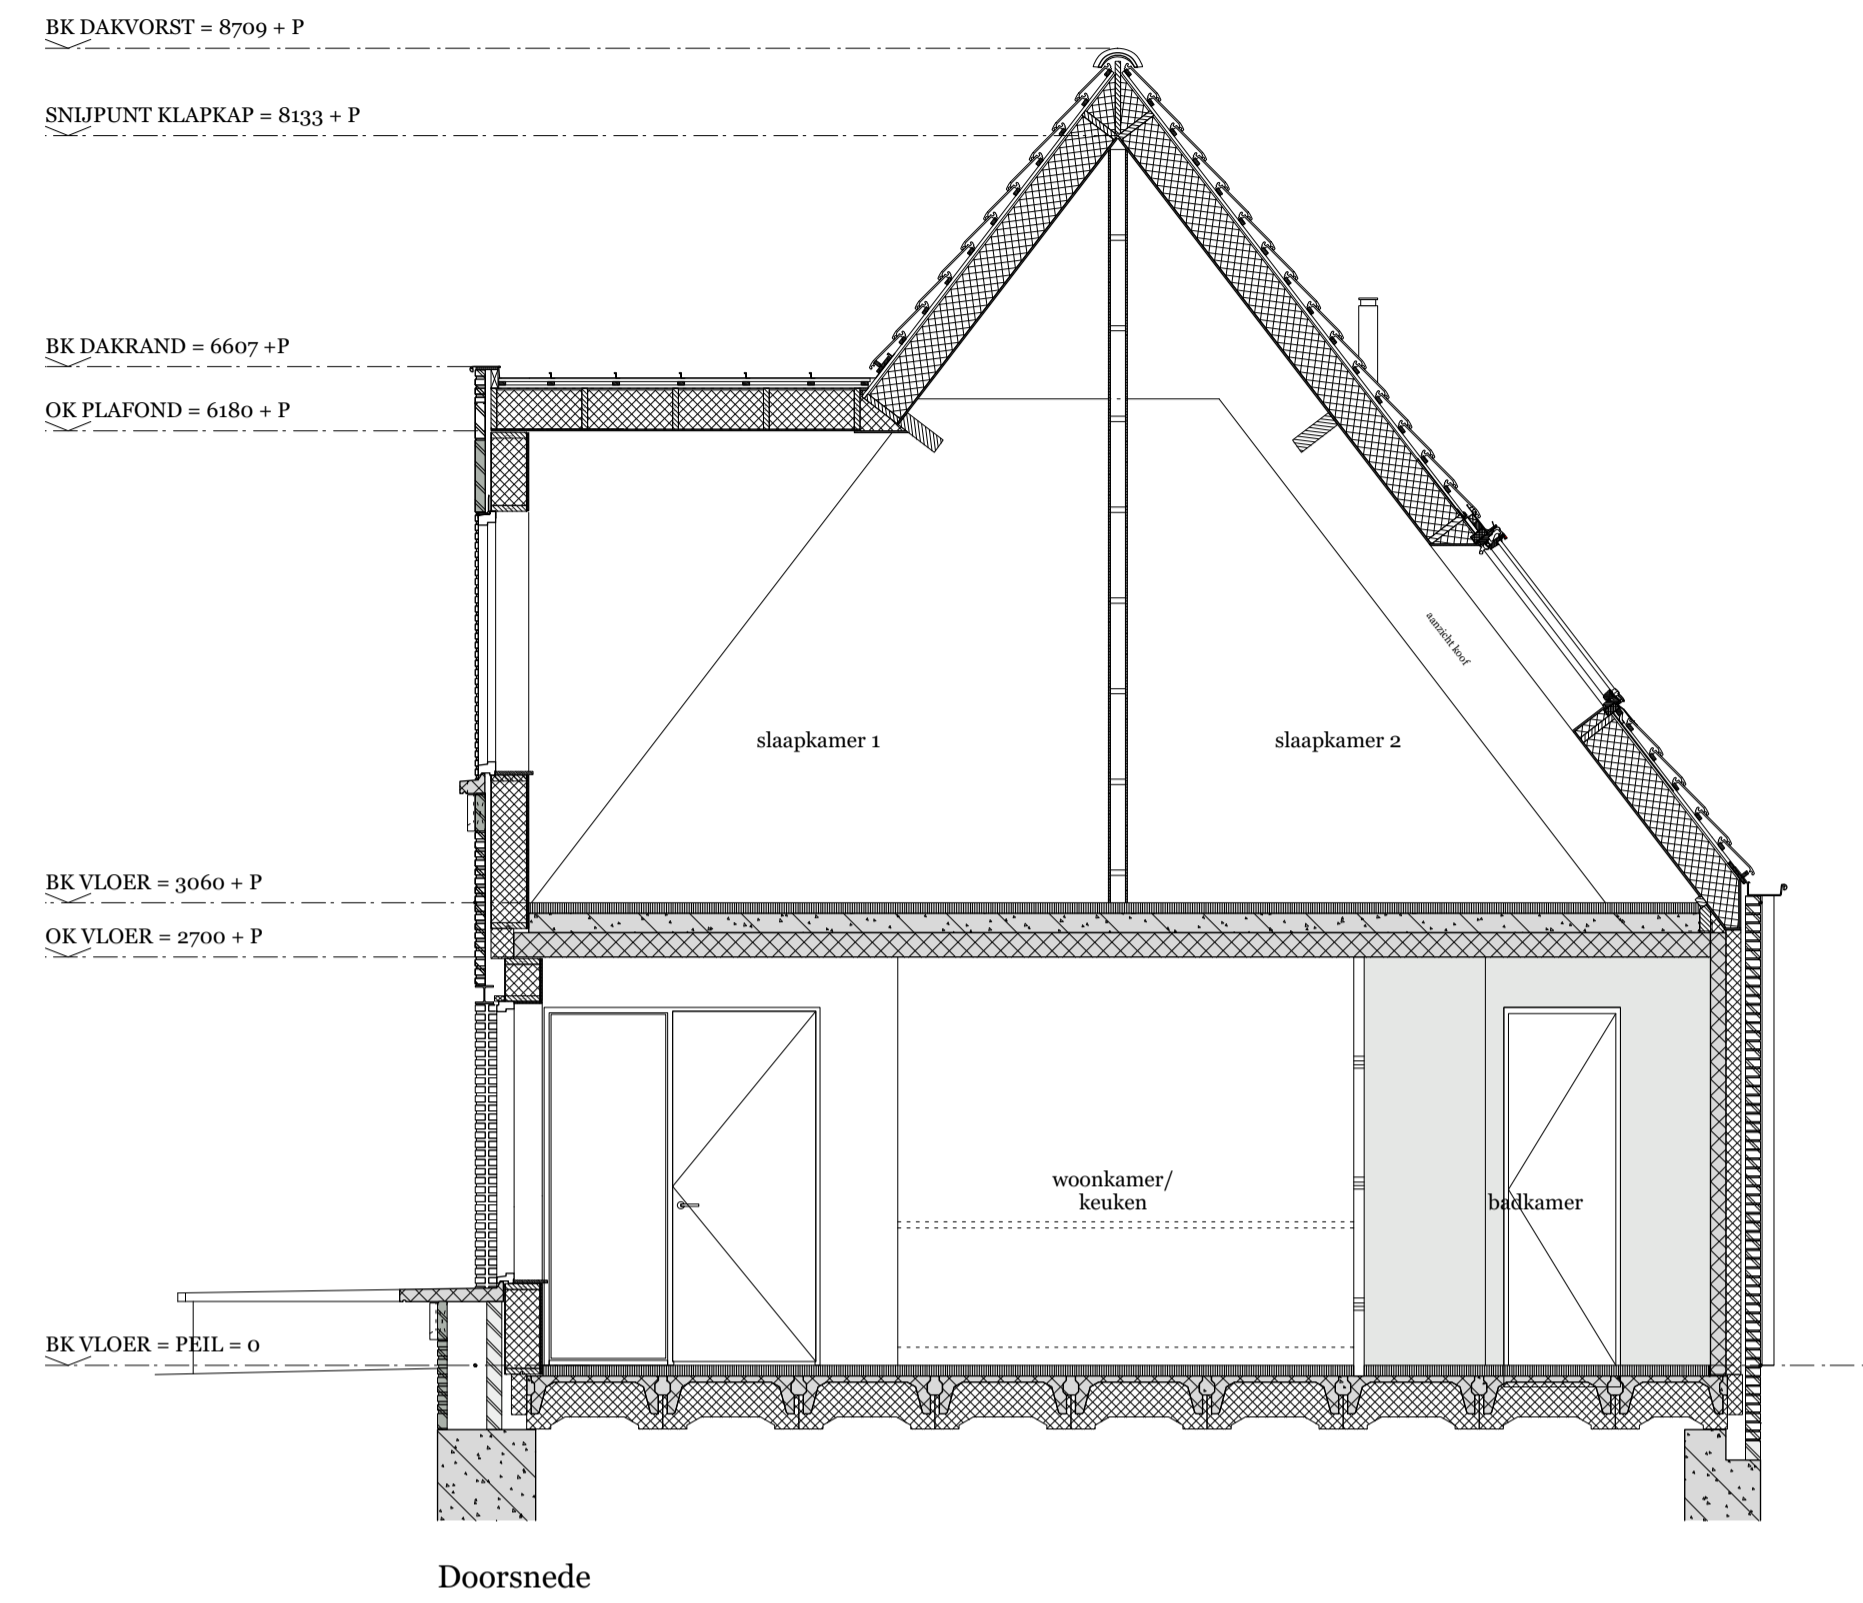 BK DAKVORST = 8709 + P
SNIJPUNT KLAPKAP = 8133 + P
BK DAKRAND = 6607 +P
OK PLAFOND = 6180 + P
aanzicht koof
slaapkamer 1
slaapkamer 2
BK VLOER = 3060 + P
OK VLOER = 2700 + P
woonkamer/
keuken
badkamer
BK VLOER = PEIL = 0
Doorsnede